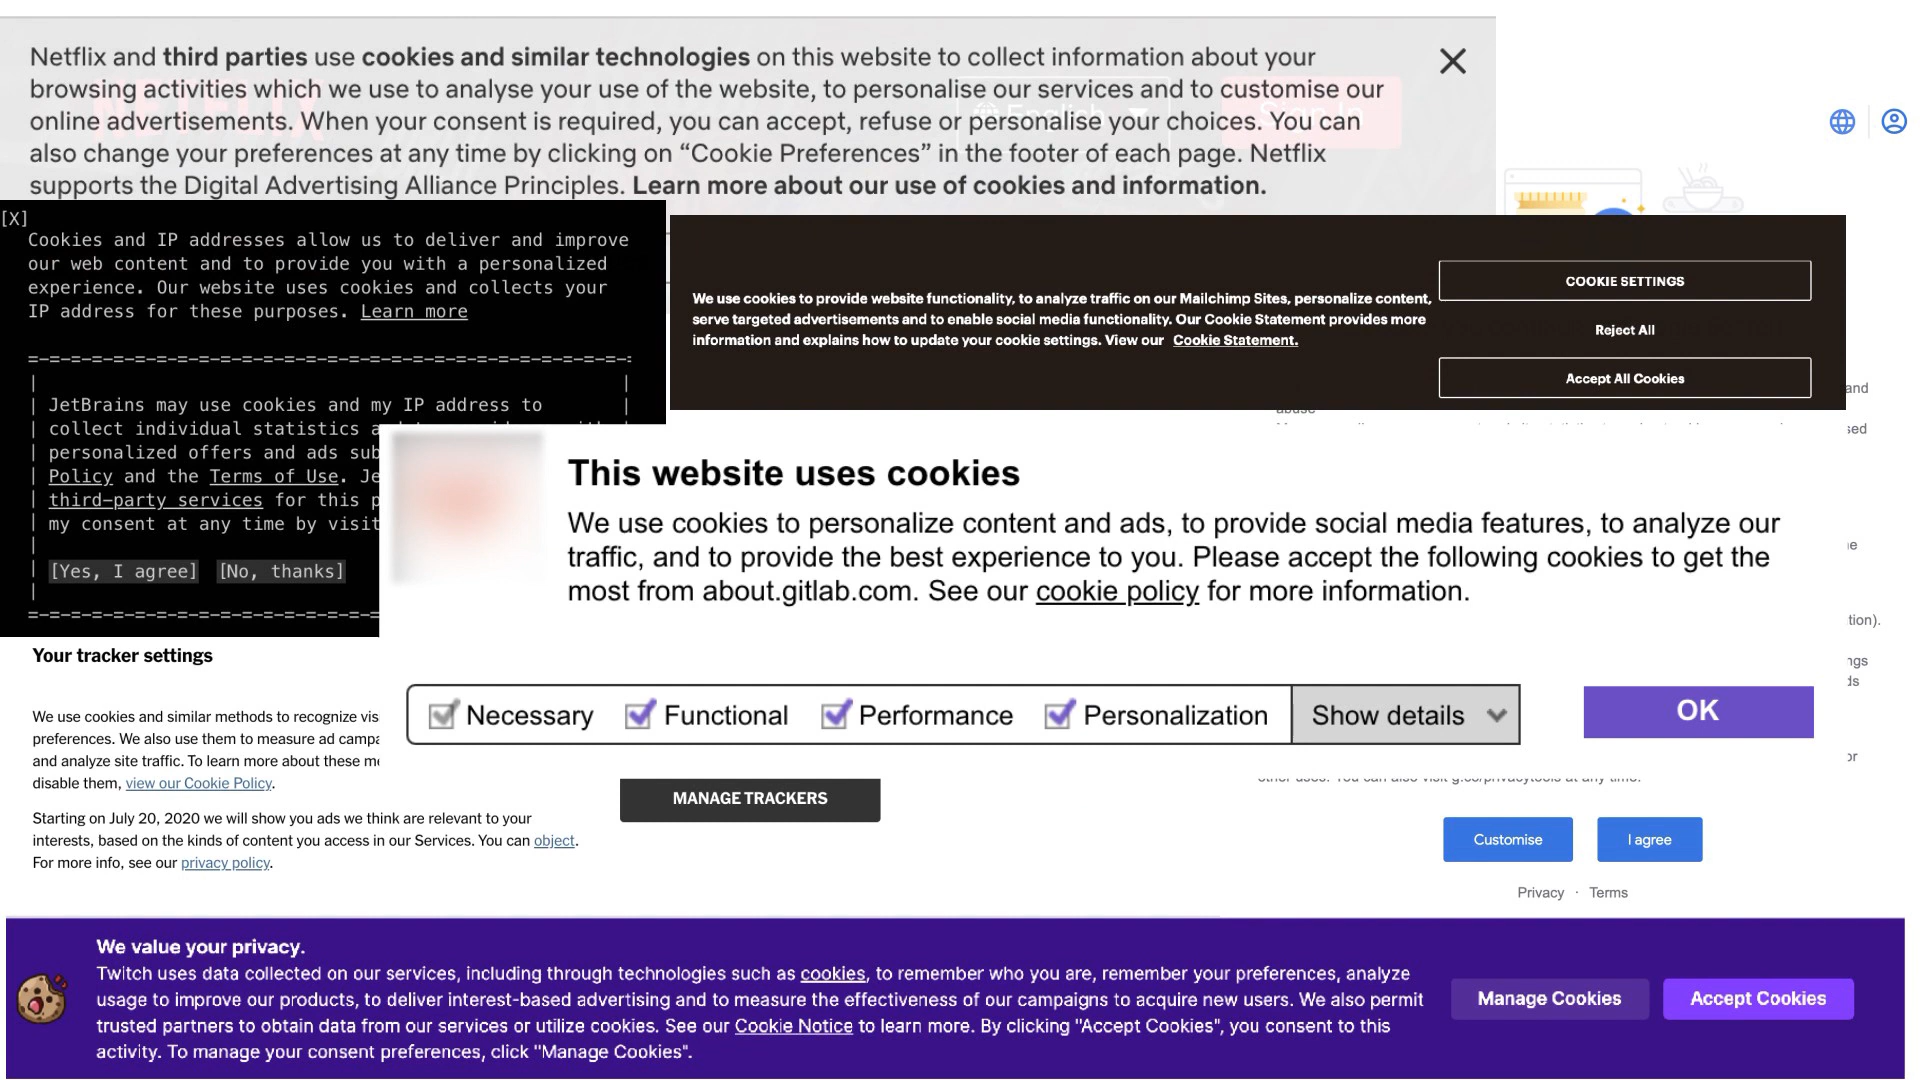 Netflix and third parties use cookies and similar technologies on this website to collect information about your
browsing activities which we use to analyse your use of the website, to personalise our services and to customise our
online advertisements. When your consent is required, you can accept, refuse or personalise your choices. You can
also change your preferences at any time by clicking on “Cookie Preferences” in the footer of each page. Netflix
supports the Digital Advertising Alliance Principles. Learn more about our use of cookies and information.
NETFLIX
English
Sign In
[X]
Cookies and IP addresses allow us to deliver and improve
our web content and to provide you with a personalized
experience. Our website uses cookies and collects your
IP address for these purposes. Learn more
JetBrains may use cookies and my IP address to
collect individual statistics
personalized offers and ads
Policy and the Terms of Use.
third-party services for this
my consent at any time by
[Yes, I agree] [No, thanks]
We use cookies to provide website functionality, to analyze traffic on our Mailchimp Sites, personalize content,
serve targeted advertisements and to enable social media functionality. Our Cookie Statement provides more
information and explains how to update your cookie settings. View our Cookie Statement.
COOKIE SETTINGS
Reject All
Accept All Cookies
and
This website uses cookies
We use cookies to personalize content and ads, to provide social media features, to analyze our
traffic, and to provide the best experience to you. Please accept the following cookies to get the
most from about.gitlab.com. See our cookie policy for more information.
Necessary Functional Performance Personalization Show details
OK
Your tracker settings
We use cookies and similar methods to recognize
preferences. We also use them to measure ad
and analyze site traffic. To learn more about these
disable them, view our Cookie Policy.
Starting on July 20, 2020 we will show you ads we think are relevant to your
interests, based on the kinds of content you access in our Services. You can object.
For more info, see our privacy policy.
MANAGE TRACKERS
other uses. You can also visit g.co/privacytools at any time.
Customise
I agree
Privacy · Terms
We value your privacy.
Twitch uses data collected on our services, including through technologies such as cookies, to remember who you are, remember your preferences, analyze
usage to improve our products, to deliver interest-based advertising and to measure the effectiveness of our campaigns to acquire new users. We also permit
trusted partners to obtain data from our services or utilize cookies. See our Cookie Notice to learn more. By clicking "Accept Cookies", you consent to this
activity. To manage your consent preferences, click "Manage Cookies".
Manage Cookies
Accept Cookies